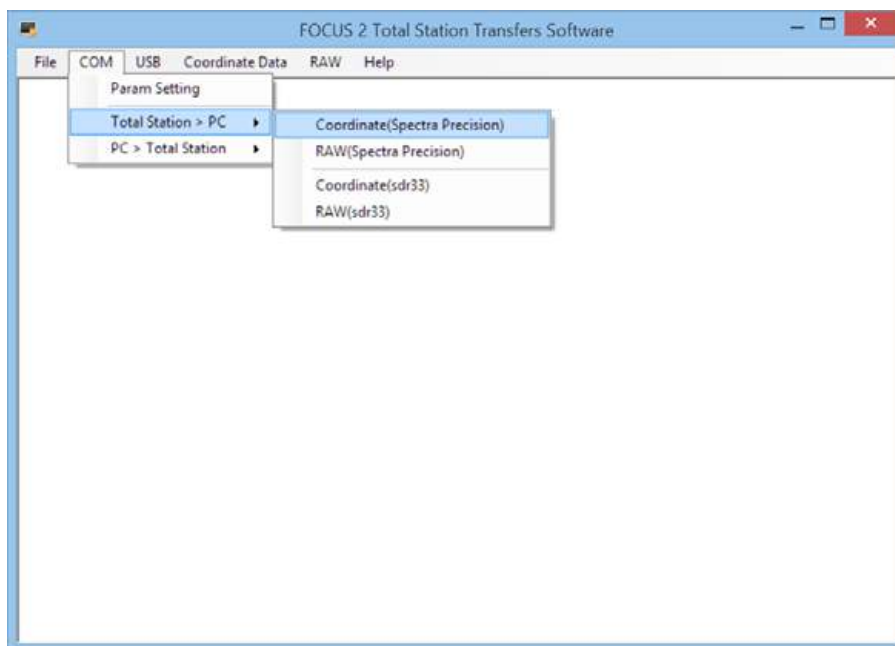 FOCUS 2 Total Station Transfers Software
File COM USB Coordinate Data RAW Help
Param Setting
Total Station > PC
PC > Total Station
Coordinate(Spectra Precision)
RAW(Spectra Precision)
Coordinate(sdr33)
RAW(sdr33)